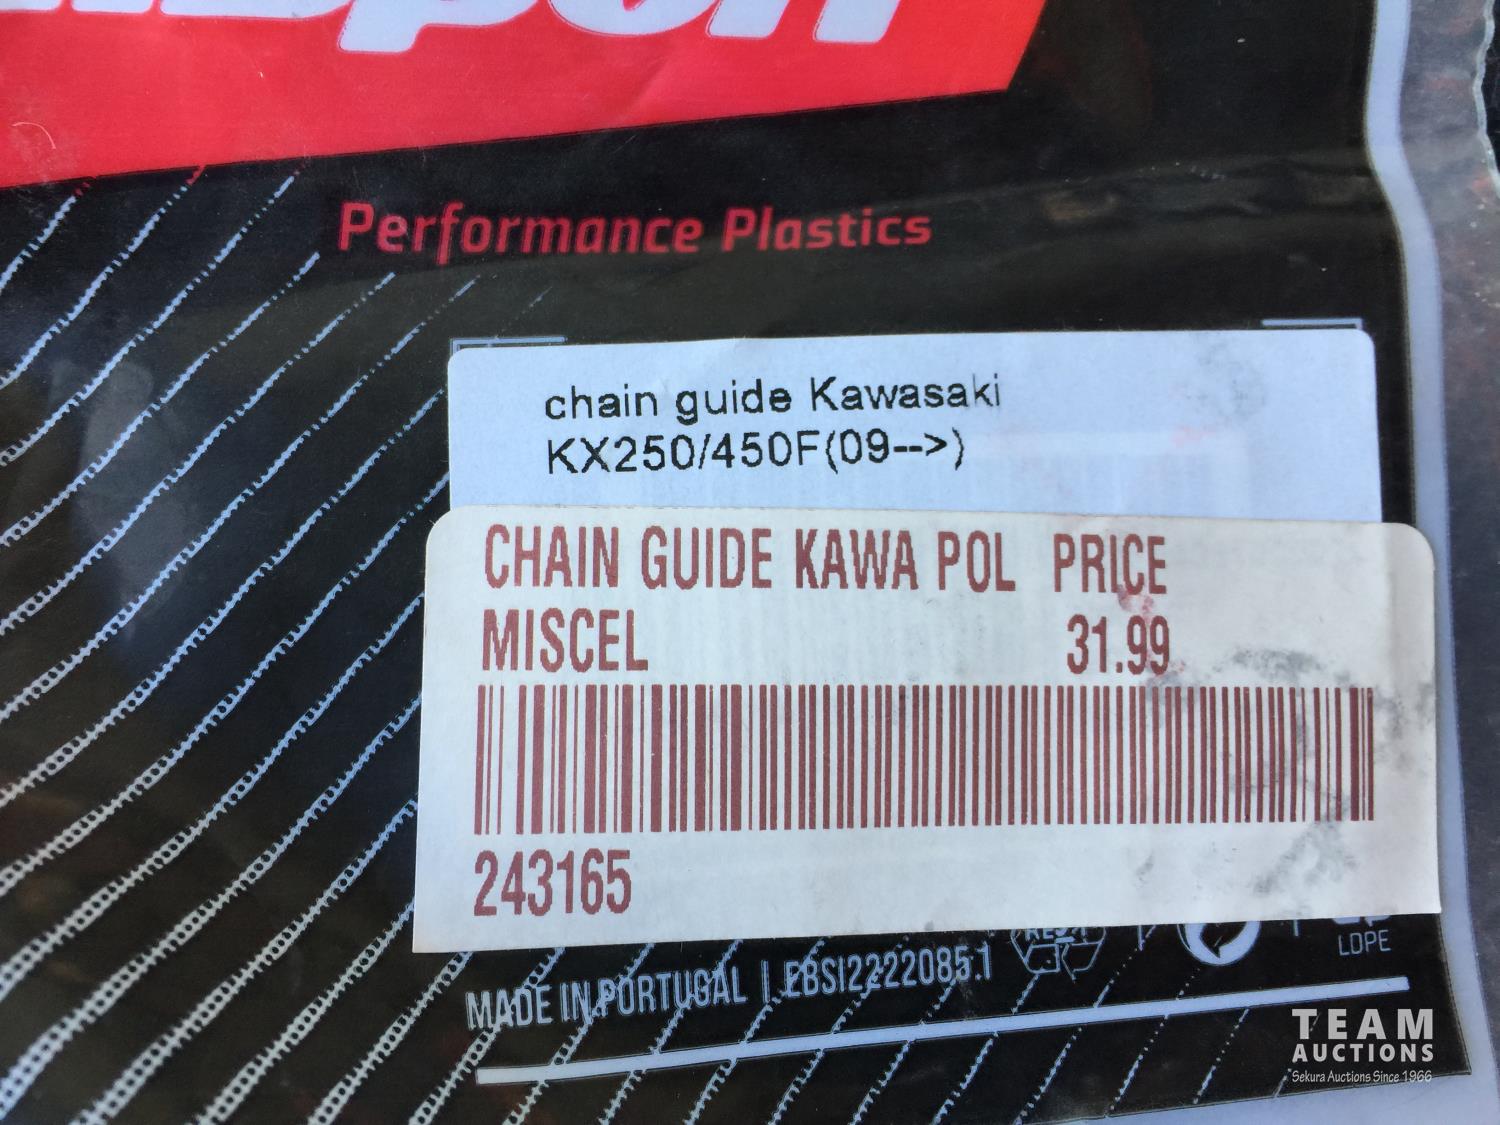 Performance Plastics
chain guide Kawasaki
KX250/450F(09-->)
CHAIN GUIDE KAWA POL PRICE
MISCEL 31.99
243165
MADE IN PORTUGAL | EBSI2222085.1
LDPE
TEAM
AUCTIONS
Sekura Auctions Since 1966